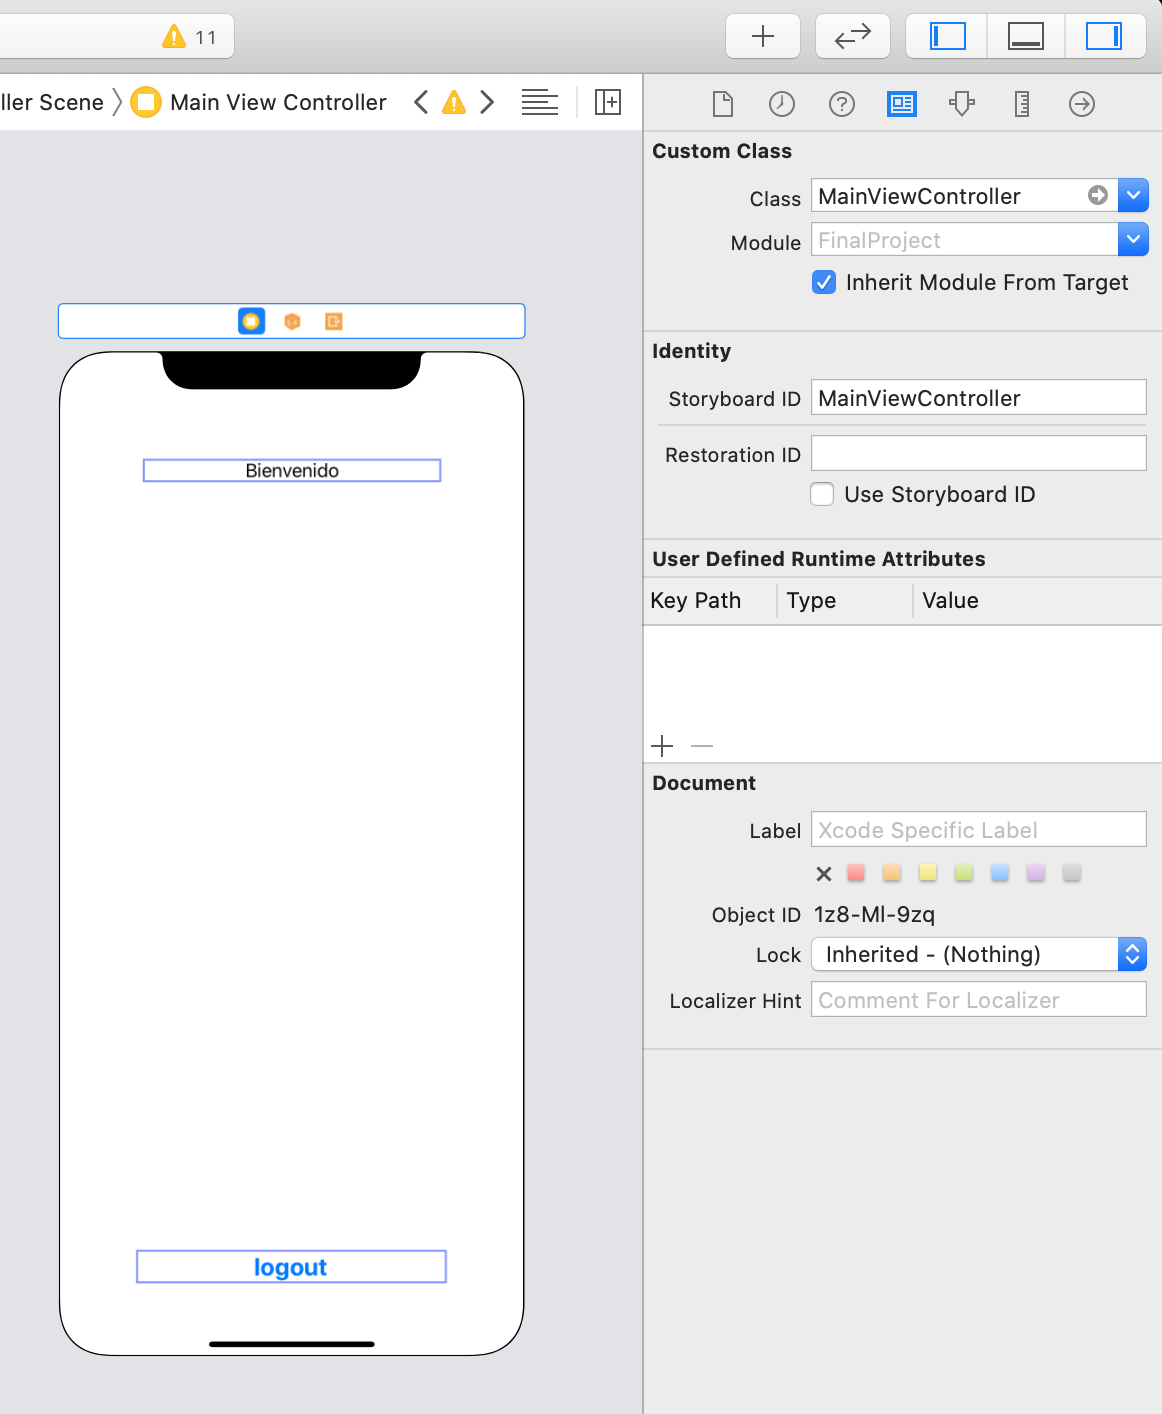 11
ller Scene
Main View Controller
Custom Class
Class MainViewController
Module FinalProject
Inherit Module From Target
Identity
Storyboard ID MainViewController
Restoration ID
Use Storyboard ID
User Defined Runtime Attributes
Key Path Type Value
Document
Label Xcode Specific Label
Object ID 1z8-Ml-9zq
Lock Inherited - (Nothing)
Localizer Hint Comment For Localizer
Bienvenido
logout